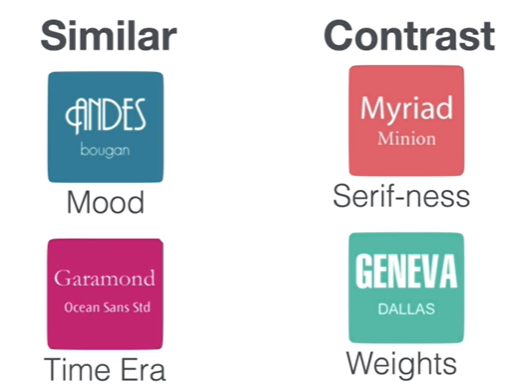 Similar
Contrast
ANDES
bougan
Mood
Myriad
Minion
Serif-ness
Garamond
Ocean Sans Std
Time Era
GENEVA
DALLAS
Weights